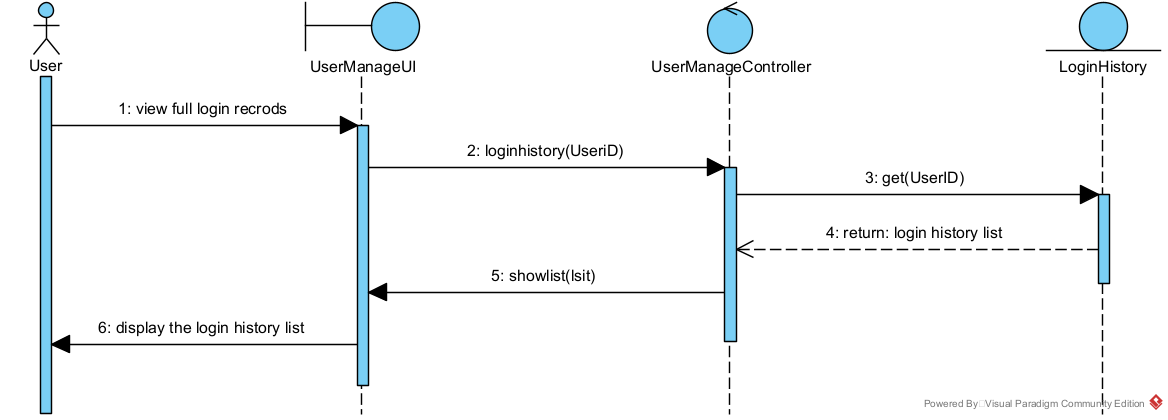 User
UserManageUI
UserManageController
LoginHistory
1: view full login recrods
2: loginhistory(UseriD)
3: get(UserID)
4: return: login history list
5: showlist(lsit)
6: display the login history list
Powered By Visual Paradigm Community Edition